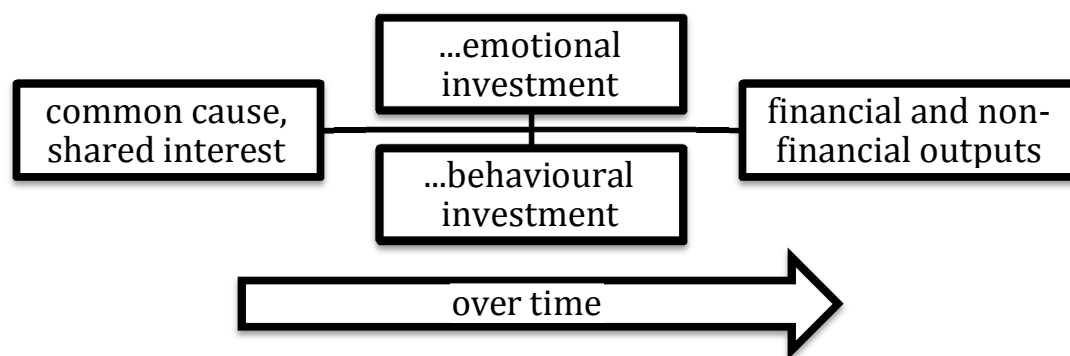 common cause,
shared interest
...emotional
investment
...behavioural
investment
financial and non-
financial outputs
over time